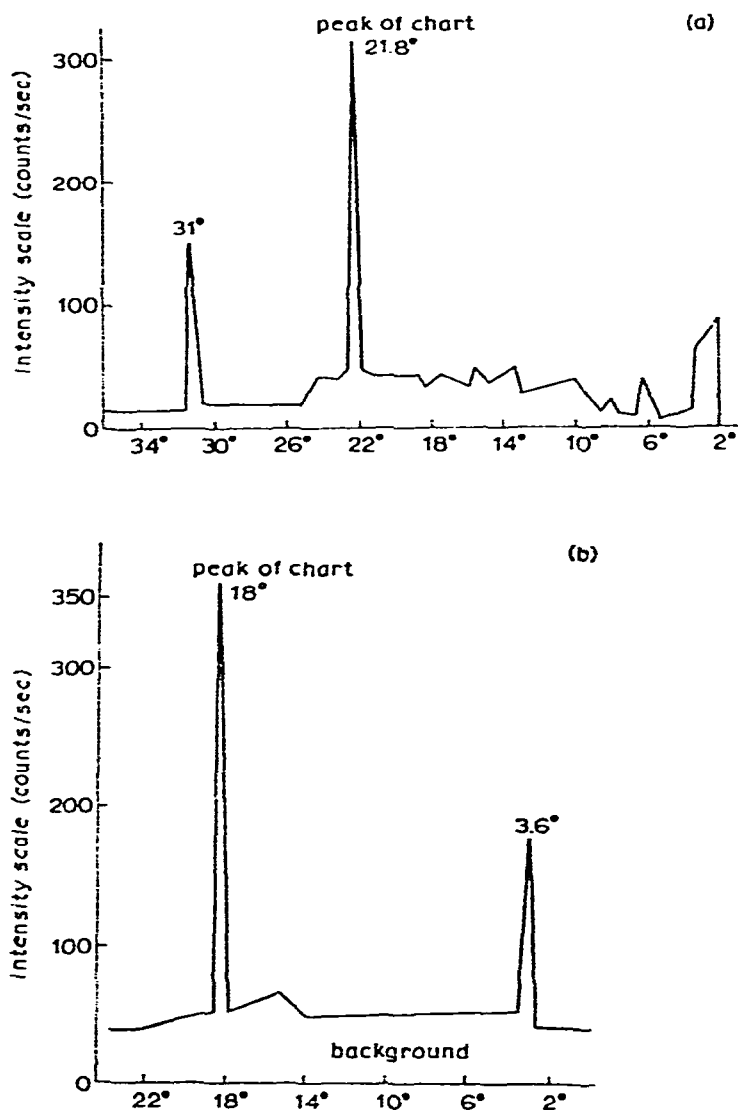 peak of chart
(a)
21.8°
300
31°
200
100
0
34° 30° 26° 22° 18° 14° 10° 6° 2°
Intensity scale (counts/sec)
(b)
peak of chart
18°
350
300
200
3.6°
100
background
0
22° 18° 14° 10° 6° 2°
Intensity scale (counts/sec)